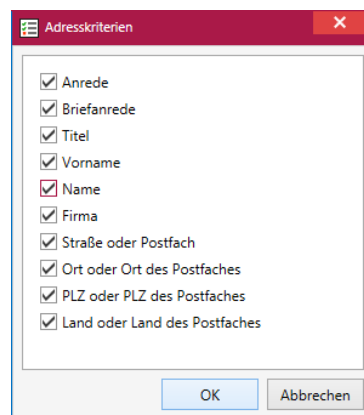 Adresskriterien
Anrede
Briefanrede
Titel
Vorname
Name
Firma
Straße oder Postfach
Ort oder Ort des Postfaches
PLZ oder PLZ des Postfaches
Land oder Land des Postfaches
OK Abbrechen